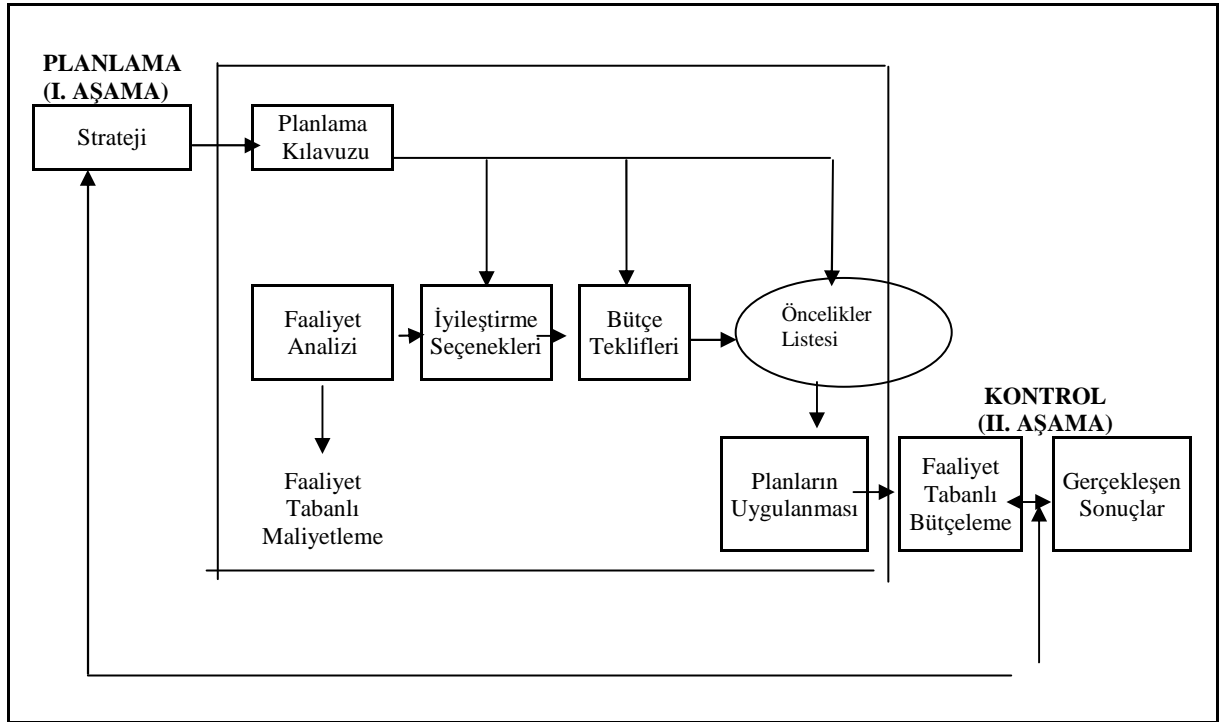 PLANLAMA
(I. AŞAMA)
Strateji
Planlama
Kılavuzu
Faaliyet
Analizi
İyileştirme
Seçenekleri
Bütçe
Teklifleri
Öncelikler
Listesi
KONTROL
(II. AŞAMA)
Faaliyet
Tabanlı
Maliyetleme
Planların
Uygulanması
Faaliyet
Tabanlı
Bütçeleme
Gerçekleşen
Sonuçlar